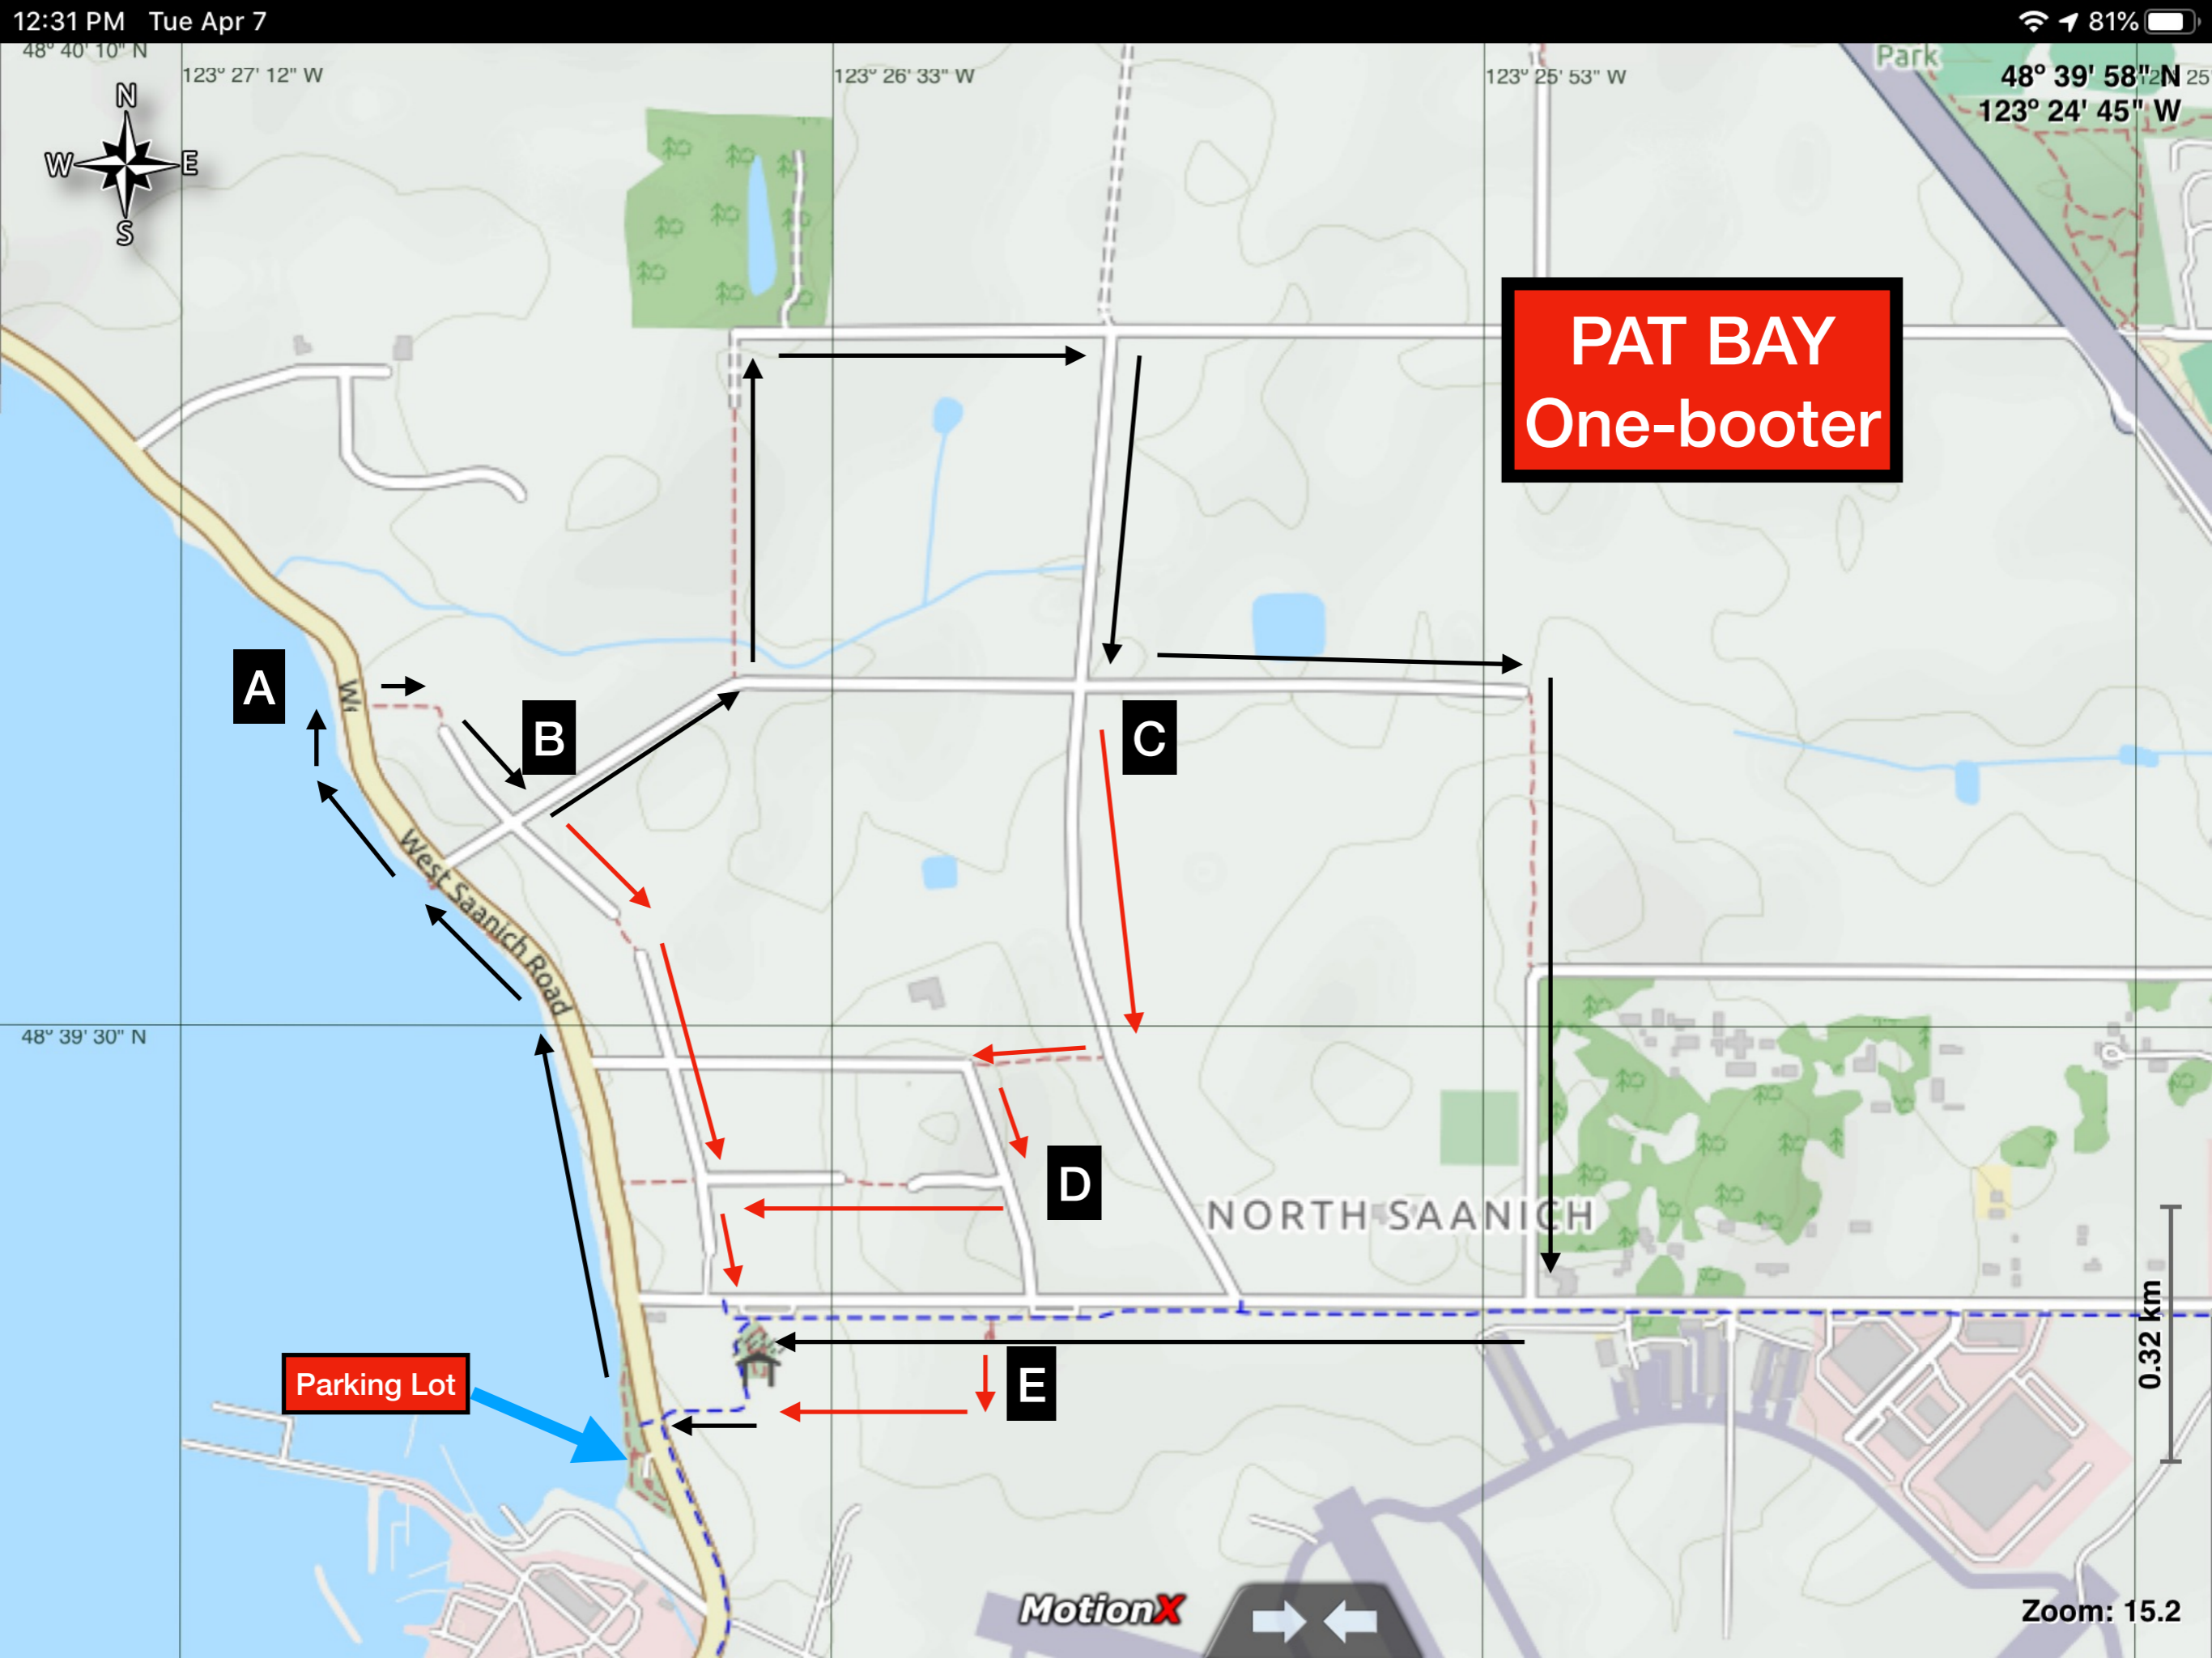 12:31 PM Tue Apr 7
81%
48° 40' 10" N
123° 27' 12" W
123° 26' 33" W
123° 25' 53" W
Park
48° 39' 58" N
123° 24' 45" W
N
W
E
S
PAT BAY
One-booter
A
B
C
West Saanich Road
48° 39' 30" N
D
NORTH SAANICH
E
Parking Lot
0.32 km
MotionX
Zoom: 15.2